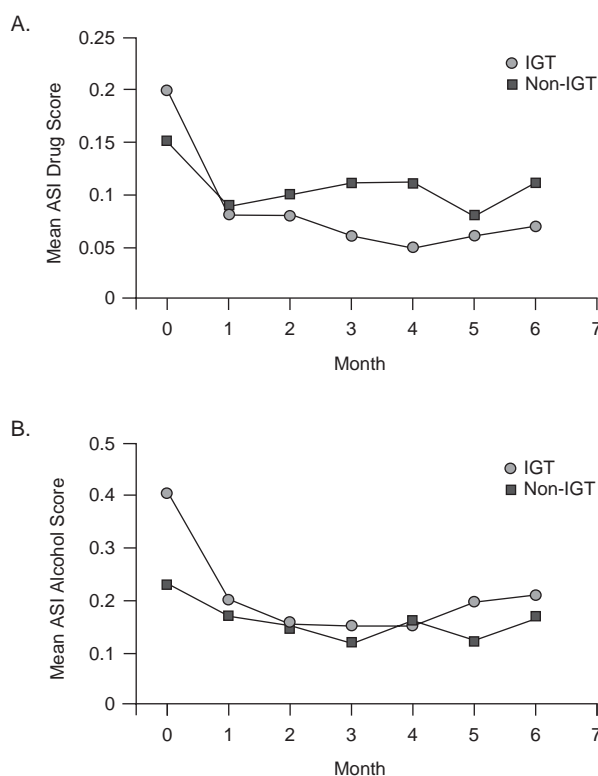 A.
0.25
0.2
0.15
0.1
0.05
0
Mean ASI Drug Score
IGT
Non-IGT
0 1 2 3 4 5 6 7
Month
B.
0.5
0.4
0.3
0.2
0.1
0
Mean ASI Alcohol Score
IGT
Non-IGT
0 1 2 3 4 5 6 7
Month